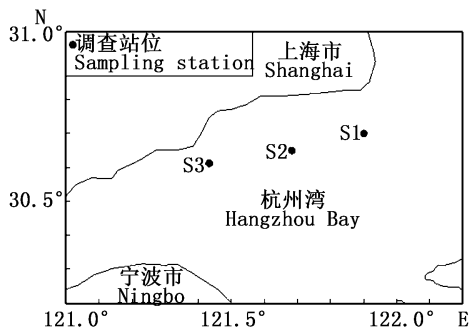 N
31.0°
调查站位
Sampling station
上海市
Shanghai
S1
S2
S3
30.5°
杭州湾
Hangzhou Bay
宁波市
Ningbo
121.0°
121.5°
122.0°
E